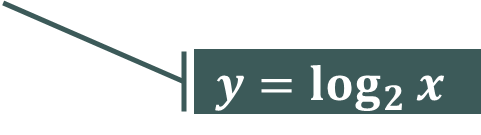 y = log₂ x